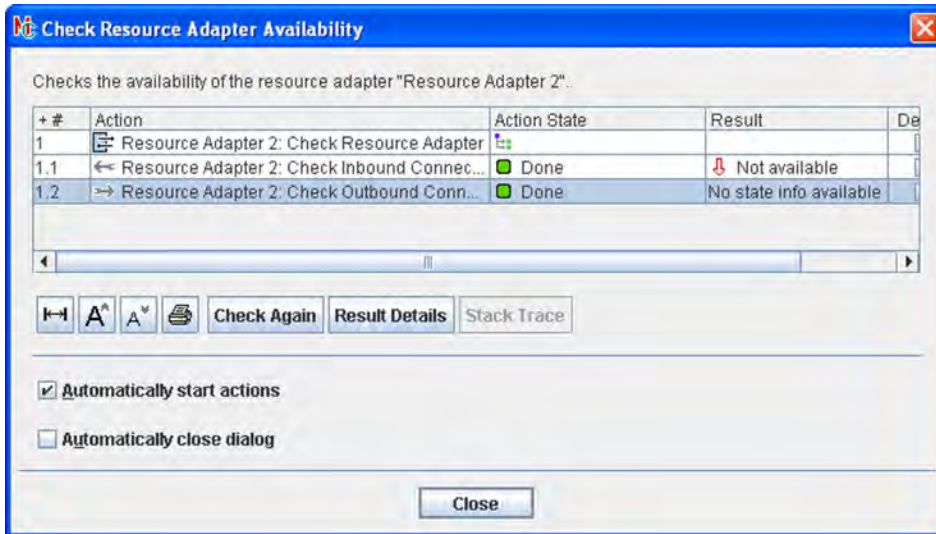 Check Resource Adapter Availability
Checks the availability of the resource adapter "Resource Adapter 2".
+ # Action Action State Result De
1 Resource Adapter 2: Check Resource Adapter
1.1 Resource Adapter 2: Check Inbound Connec... Done Not available
1.2 Resource Adapter 2: Check Outbound Conn... Done No state info available
A A Check Again Result Details Stack Trace
Automatically start actions
Automatically close dialog
Close